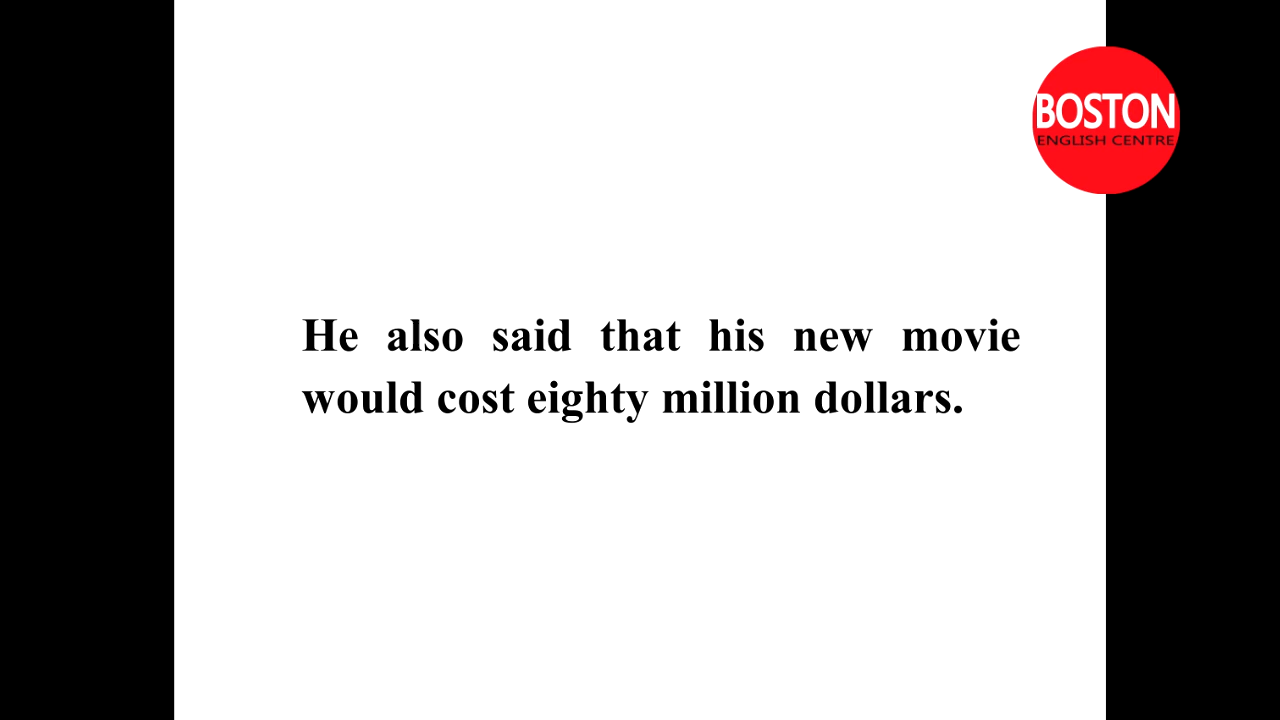 BOSTON
ENGLISH CENTRE
He also said that his new movie
would cost eighty million dollars.